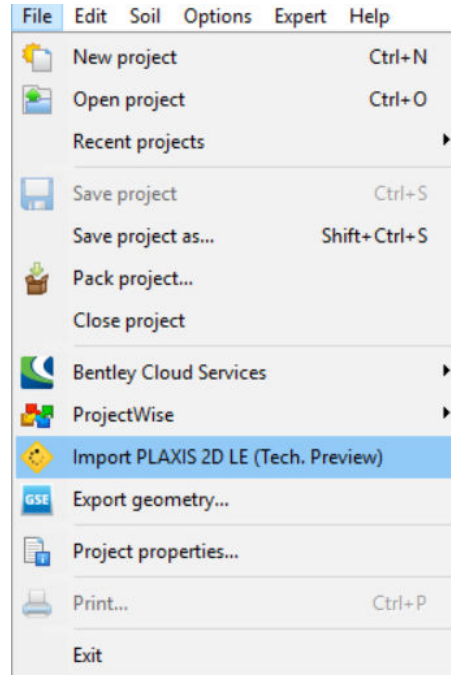 File Edit Soil Options Expert Help
New project Ctrl+N
Open project Ctrl+O
Recent projects
Save project Ctrl+S
Save project as... Shift+Ctrl+S
Pack project...
Close project
Bentley Cloud Services
ProjectWise
Import PLAXIS 2D LE (Tech. Preview)
GSE Export geometry...
Project properties...
Print... Ctrl+P
Exit